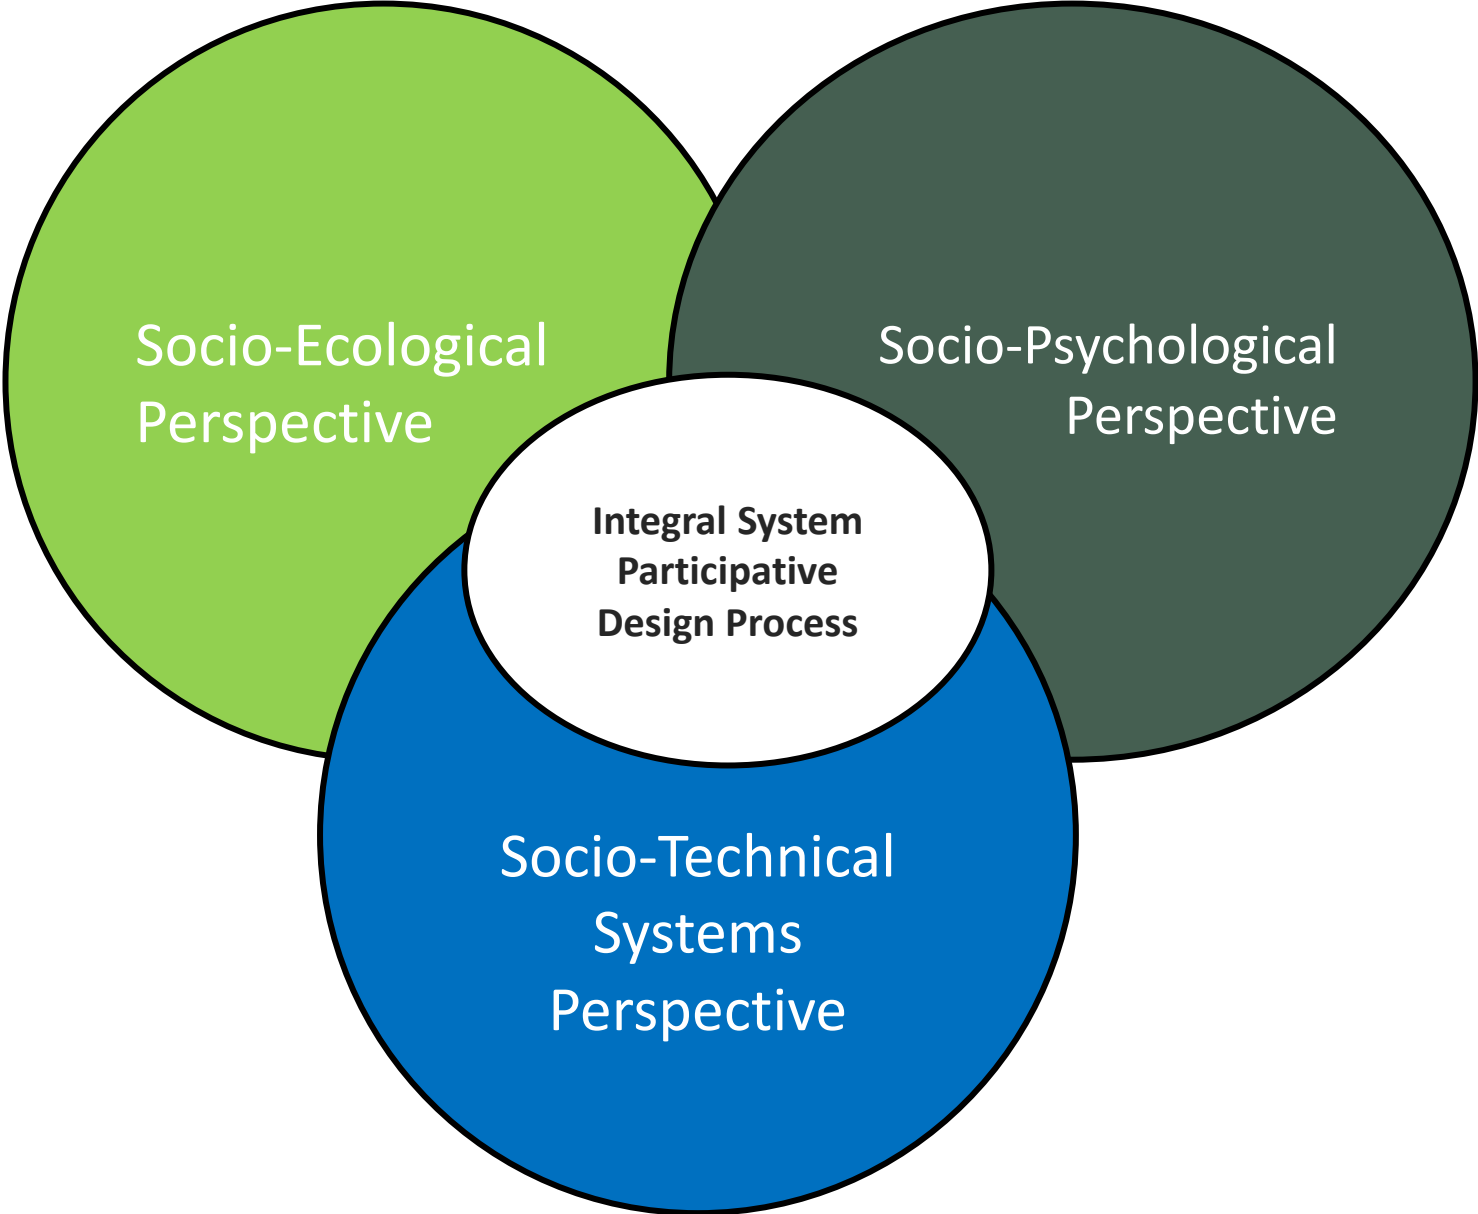 Socio-Ecological
Perspective
Socio-Psychological
Perspective
Integral System
Participative
Design Process
Socio-Technical
Systems
Perspective